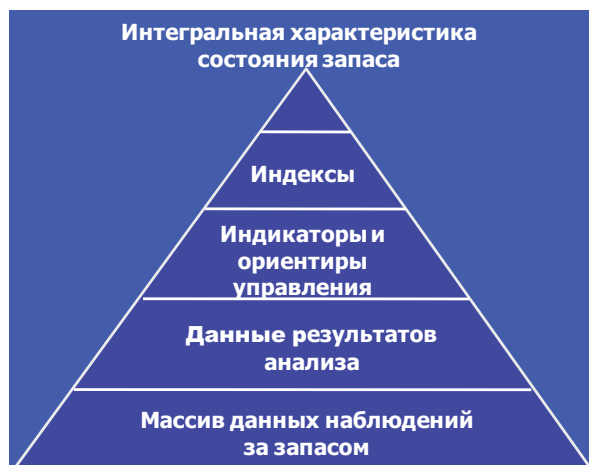 Интегральная характеристика
состояния запаса
Индексы
Индикаторы и
ориентиры
управления
Данные результатов
анализа
Массив данных наблюдений
за запасом